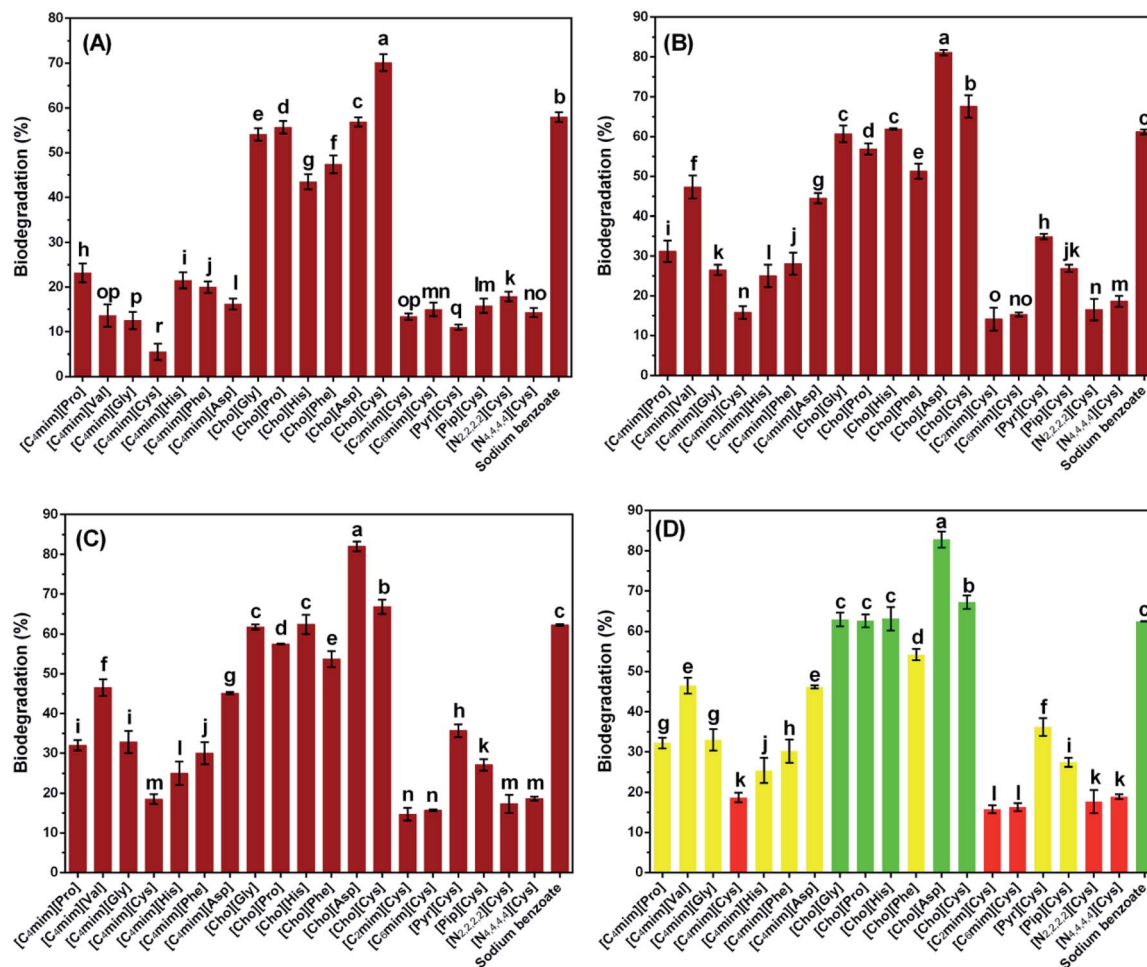 (A)
Biodegradation (%)
80
70
60
50
40
30
20
10
0
h
op
p
r
i
j
l
e
d
g
f
c
a
op
mn
q
lm
k
no
b
[C₄mim][Pro]
[C₄mim][Val]
[C₄mim][Gly]
[C₄mim][Cys]
[C₄mim][His]
[C₄mim][Phe]
[C₄mim][Asp]
[Cho][Gly]
[Cho][Pro]
[Cho][His]
[Cho][Phe]
[Cho][Asp]
[Cho][Cys]
[C₂mim][Cys]
[C₆mim][Cys]
[Pyr][Cys]
[Pip][Cys]
[N₂,₂,₂,₂][Cys]
[N₄,₄,₄,₄][Cys]
Sodium benzoate
(B)
Biodegradation (%)
90
80
70
60
50
40
30
20
10
0
i
f
k
n
l
j
g
c
d
c
e
a
b
o
no
h
jk
n
m
c
[C₄mim][Pro]
[C₄mim][Val]
[C₄mim][Gly]
[C₄mim][Cys]
[C₄mim][His]
[C₄mim][Phe]
[C₄mim][Asp]
[Cho][Gly]
[Cho][Pro]
[Cho][His]
[Cho][Phe]
[Cho][Asp]
[Cho][Cys]
[C₂mim][Cys]
[C₆mim][Cys]
[Pyr][Cys]
[Pip][Cys]
[N₂,₂,₂,₂][Cys]
[N₄,₄,₄,₄][Cys]
Sodium benzoate
(C)
Biodegradation (%)
90
80
70
60
50
40
30
20
10
0
i
f
i
m
l
j
g
c
d
c
e
a
b
n
n
h
k
m
m
c
[C₄mim][Pro]
[C₄mim][Val]
[C₄mim][Gly]
[C₄mim][Cys]
[C₄mim][His]
[C₄mim][Phe]
[C₄mim][Asp]
[Cho][Gly]
[Cho][Pro]
[Cho][His]
[Cho][Phe]
[Cho][Asp]
[Cho][Cys]
[C₂mim][Cys]
[C₆mim][Cys]
[Pyr][Cys]
[Pip][Cys]
[N₂,₂,₂,₂][Cys]
[N₄,₄,₄,₄][Cys]
Sodium benzoate
(D)
Biodegradation (%)
90
80
70
60
50
40
30
20
10
0
g
e
g
k
j
h
e
c
c
c
d
a
b
l
l
f
i
k
k
c
[C₄mim][Pro]
[C₄mim][Val]
[C₄mim][Gly]
[C₄mim][Cys]
[C₄mim][His]
[C₄mim][Phe]
[C₄mim][Asp]
[Cho][Gly]
[Cho][Pro]
[Cho][His]
[Cho][Phe]
[Cho][Asp]
[Cho][Cys]
[C₂mim][Cys]
[C₆mim][Cys]
[Pyr][Cys]
[Pip][Cys]
[N₂,₂,₂,₂][Cys]
[N₄,₄,₄,₄][Cys]
Sodium benzoate